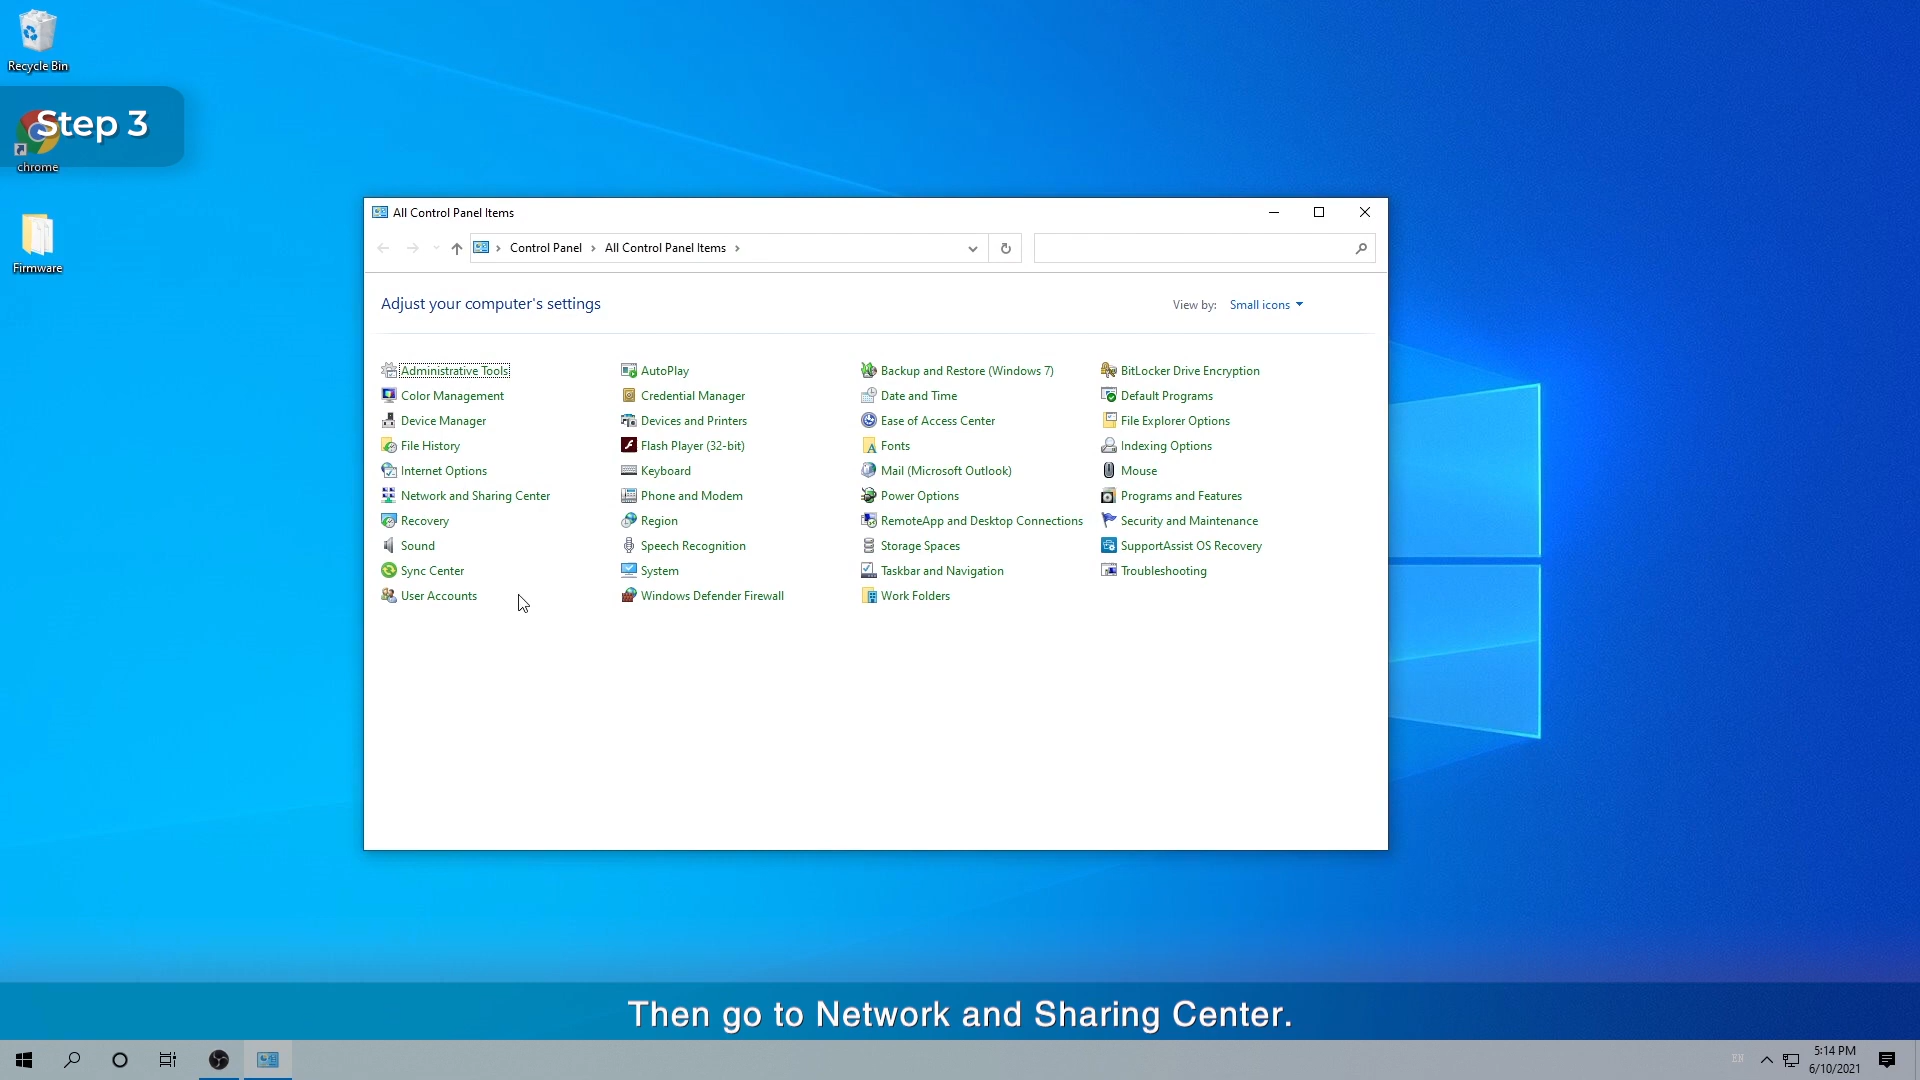 Recycle Bin
Step 3
chrome
Firmware
All Control Panel Items
Control Panel
All Control Panel Items
Adjust your computer's settings
View by: Small icons
Administrative Tools
AutoPlay
Backup and Restore (Windows 7)
BitLocker Drive Encryption
Color Management
Credential Manager
Date and Time
Default Programs
Device Manager
Devices and Printers
Ease of Access Center
File Explorer Options
File History
Flash Player (32-bit)
Fonts
Indexing Options
Internet Options
Keyboard
Mail (Microsoft Outlook)
Mouse
Network and Sharing Center
Phone and Modem
Power Options
Programs and Features
Recovery
Region
RemoteApp and Desktop Connections
Security and Maintenance
Sound
Speech Recognition
Storage Spaces
SupportAssist OS Recovery
Sync Center
System
Taskbar and Navigation
Troubleshooting
User Accounts
Windows Defender Firewall
Work Folders
Then go to Network and Sharing Center.
EN
5:14 PM
6/10/2021